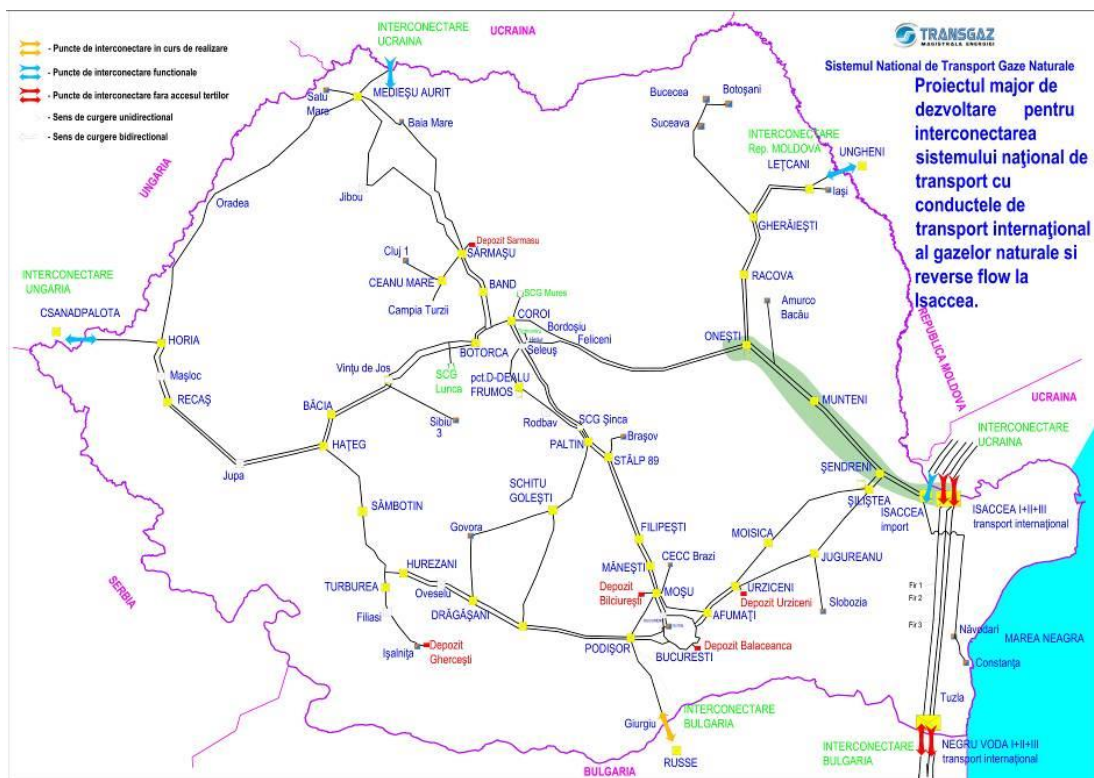 INTERCONECTARE
UCRAINA
UCRAINA
TRANSGAZ
MAGISTRALA ENERGIEI
- Puncte de interconectare in curs de realizare
- Puncte de interconectare functionale
- Puncte de interconectare fara accesul tertilor
- Sens de curgere unidirectional
- Sens de curgere bidirectional
Sistemul National de Transport Gaze Naturale
Proiectul major de
dezvoltare pentru
interconectarea
sistemului naţional de
transport cu
conductele de
transport internaţional
al gazelor naturale si
reverse flow la
Isaccea.
Satu
Mare
MEDIEŞU AURIT
Baia Mare
Bucecea
Botoşani
Suceava
INTERCONECTARE
Rep. MOLDOVA
UNGHENI
LEŢCANI
Iaşi
UNGARIA
Oradea
Jibou
GHERĂIEŞTI
Cluj 1
Depozit Sarmasu
SĂRMAŞU
CEANU MARE
Campia Turzii
BAND
SCG Mures
RACOVA
INTERCONECTARE
UNGARIA
CSANADPALOTA
HORIA
Maşloc
RECAŞ
COROI
Bordoşiu
Feliceni
Seleuş
BOTORCA
Amurco
Bacău
ONEŞTI
REPUBLICA MOLDOVA
Vinţu de Jos
SCG
Lunca
pct.D-DEALU
FRUMOS
BĂCIA
Sibiu
3
Rodbav
SCG Şinca
MUNTENI
UCRAINA
HAŢEG
Jupa
PALTIN
Braşov
STÂLP 89
INTERCONECTARE
UCRAINA
ŞENDRENI
ŞILIŞTEA
ISACCEA
import
ISACCEA I+II+III
transport internaţional
SCHITU
GOLEŞTI
SÂMBOTIN
Govora
FILIPEŞTI
MOISICA
JUGUREANU
SERBIA
HUREZANI
TURBUREA
Oveselu
MĂNEŞTI
CECC Brazi
Depozit
Bilciureşti
MOŞU
URZICENI
Depozit Urziceni
Slobozia
Fir 1
Fir 2
Fir 3
Filiasi
DRĂGĂŞANI
AFUMAŢI
Işalniţa
Depozit
Gherceşti
PODIŞOR
BUCURESTI
Depozit Balaceanca
Năvodari
MAREA NEAGRA
Constanţa
Tuzla
Giurgiu
INTERCONECTARE
BULGARIA
RUSSE
BULGARIA
INTERCONECTARE
BULGARIA
NEGRU VODA I+II+III
transport internaţional